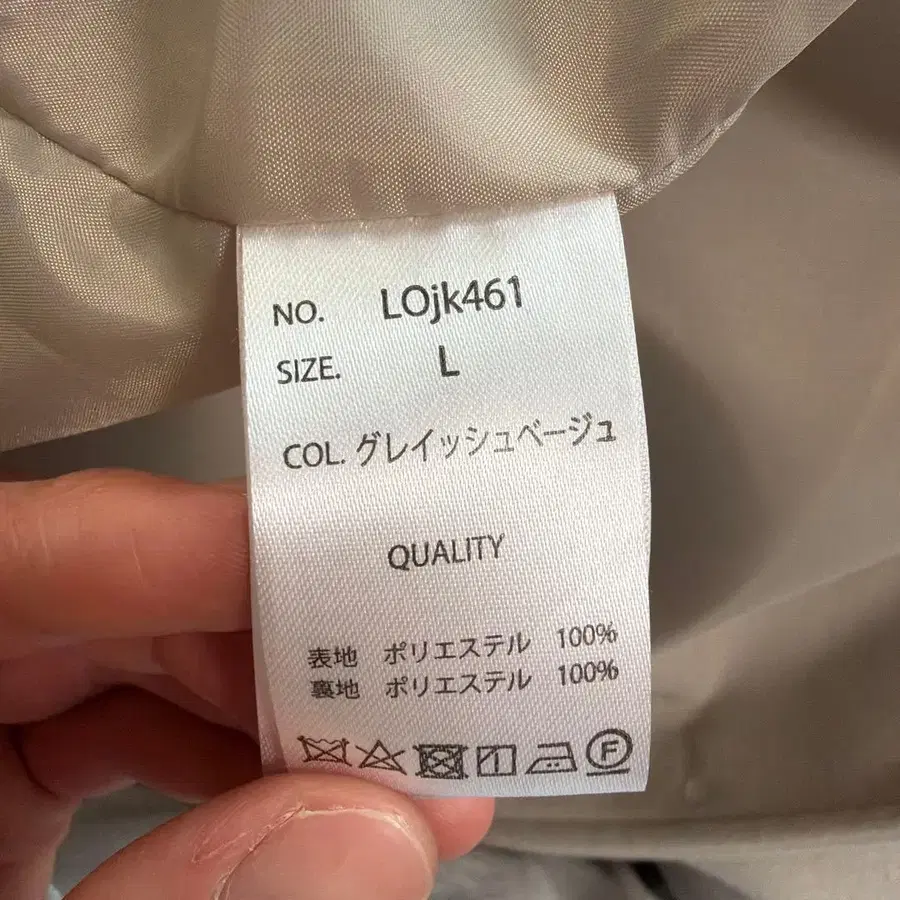 NO. LOjk461
SIZE. L
COL. グレイッシュベージュ
QUALITY
表地 ポリエステル 100%
裏地 ポリエステル 100%
F